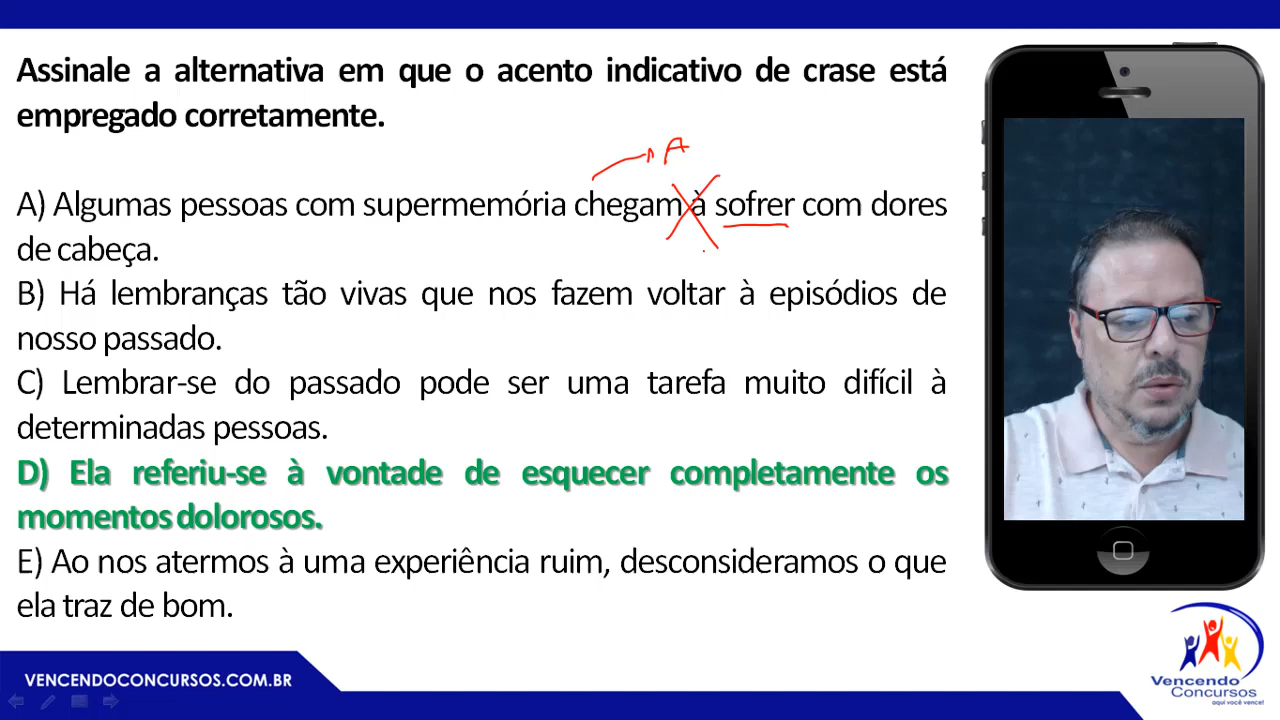 Assinale a alternativa em que o acento indicativo de crase está
empregado corretamente.
A
A) Algumas pessoas com supermemória chegam à sofrer com dores
de cabeça.
B) Há lembranças tão vivas que nos fazem voltar à episódios de
nosso passado.
C) Lembrar-se do passado pode ser uma tarefa muito difícil à
determinadas pessoas.
D) Ela referiu-se à vontade de esquecer completamente os
momentos dolorosos.
E) Ao nos atermos à uma experiência ruim, desconsideramos o que
ela traz de bom.
VENCENDOCONCURSOS.COM.BR
Vencendo
Concursos
aqui você vence!